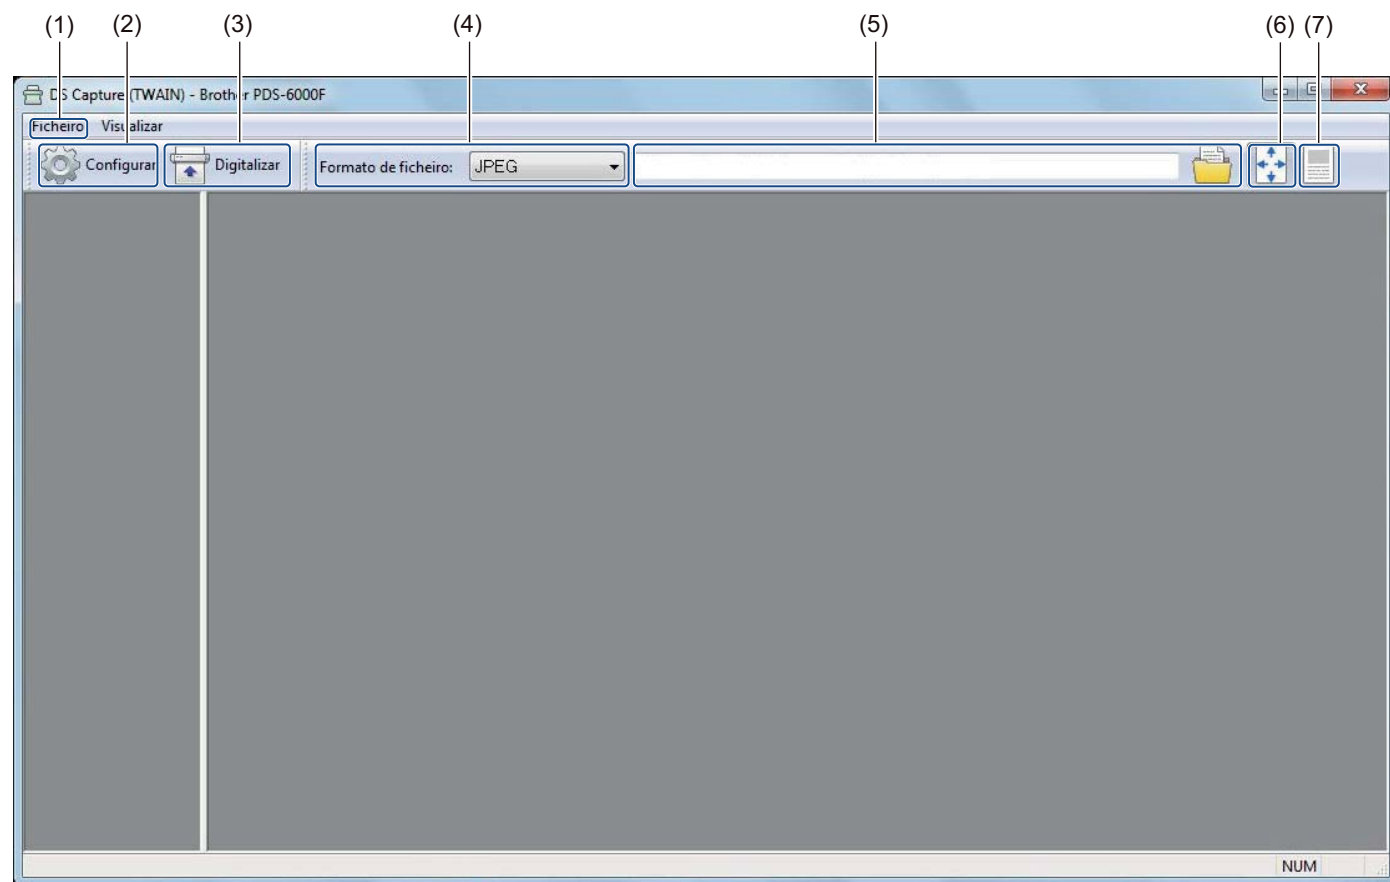 (1) (2) (3) (4) (5) (6) (7)
DS Capture (TWAIN) - Brother PDS-6000F
Ficheiro Visualizar
Configurar Digitalizar Formato de ficheiro: JPEG
NUM